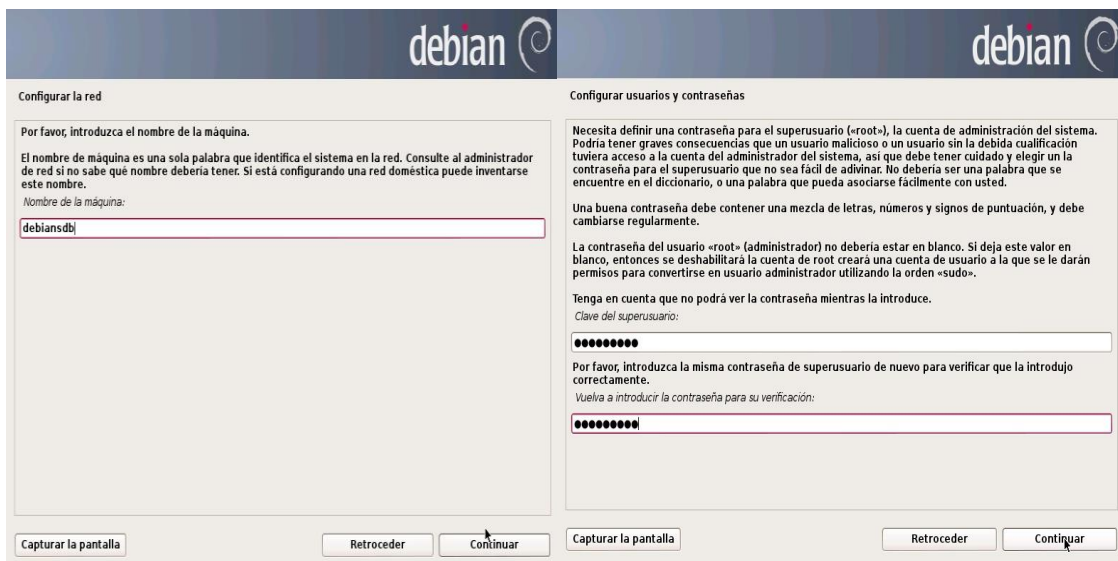 debian
Configurar la red
Por favor, introduzca el nombre de la máquina.
El nombre de máquina es una sola palabra que identifica el sistema en la red. Consulte al administrador
de red si no sabe qué nombre debería tener. Si está configurando una red doméstica puede inventarse
este nombre.
Nombre de la máquina:
debiansdb
Capturar la pantalla
Retroceder
Continuar
debian
Configurar usuarios y contraseñas
Necesita definir una contraseña para el superusuario («root»), la cuenta de administración del sistema.
Podría tener graves consecuencias que un usuario malicioso o un usuario sin la debida cualificación
tuviera acceso a la cuenta del administrador del sistema, así que debe tener cuidado y elegir un la
contraseña para el superusuario que no sea fácil de adivinar. No debería ser una palabra que se
encuentre en el diccionario, o una palabra que pueda asociarse fácilmente con usted.
Una buena contraseña debe contener una mezcla de letras, números y signos de puntuación, y debe
cambiarse regularmente.
La contraseña del usuario «root» (administrador) no debería estar en blanco. Si deja este valor en
blanco, entonces se deshabilitará la cuenta de root creará una cuenta de usuario a la que se le darán
permisos para convertirse en usuario administrador utilizando la orden «sudo».
Tenga en cuenta que no podrá ver la contraseña mientras la introduce.
Clave del superusuario:
●●●●●●●●●
Por favor, introduzca la misma contraseña de superusuario de nuevo para verificar que la introdujo
correctamente.
Vuelva a introducir la contraseña para su verificación:
●●●●●●●●●
Capturar la pantalla
Retroceder
Continuar